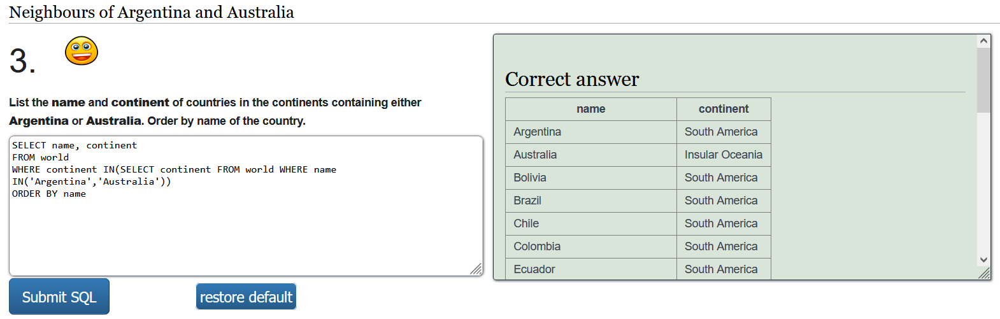 Neighbours of Argentina and Australia
3.
List the name and continent of countries in the continents containing either
Argentina or Australia. Order by name of the country.
SELECT name, continent
FROM world
WHERE continent IN(SELECT continent FROM world WHERE name
IN('Argentina','Australia'))
ORDER BY name
Submit SQL
restore default
Correct answer
name continent
Argentina South America
Australia Insular Oceania
Bolivia South America
Brazil South America
Chile South America
Colombia South America
Ecuador South America